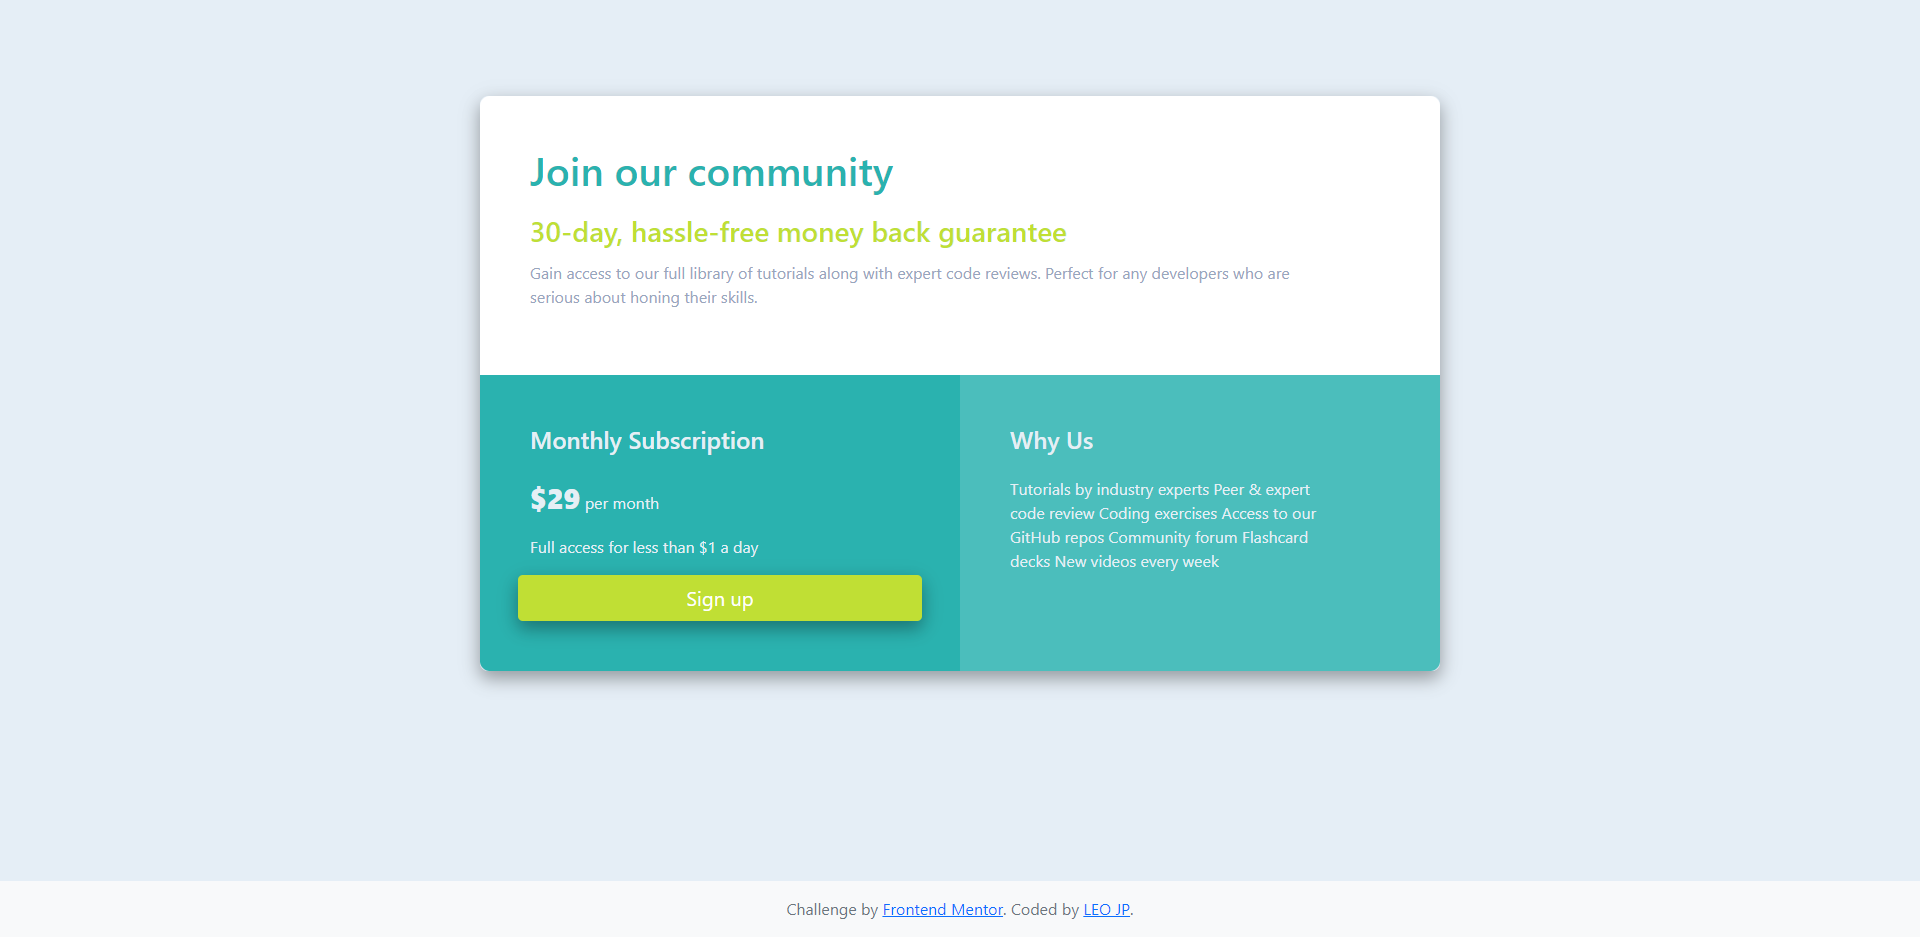 Join our community
30-day, hassle-free money back guarantee
Gain access to our full library of tutorials along with expert code reviews. Perfect for any developers who are
serious about honing their skills.
Monthly Subscription
$29 per month
Full access for less than $1 a day
Sign up
Why Us
Tutorials by industry experts Peer & expert
code review Coding exercises Access to our
GitHub repos Community forum Flashcard
decks New videos every week
Challenge by Frontend Mentor. Coded by LEO JP.